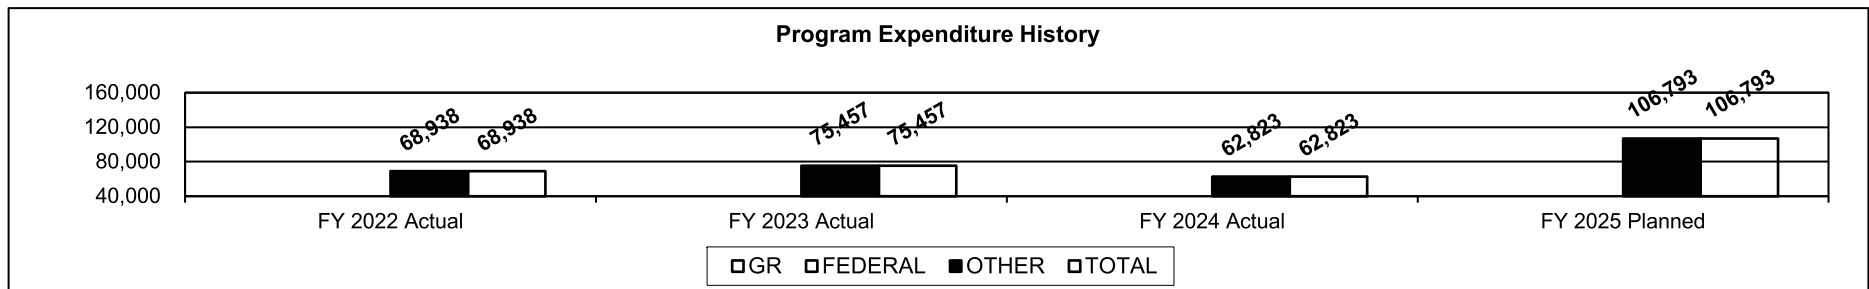 Program Expenditure History
160,000
120,000
80,000
40,000
68,938 68,938
75,457 75,457
62,823 62,823
106,793 106,793
FY 2022 Actual FY 2023 Actual FY 2024 Actual FY 2025 Planned
GR FEDERAL OTHER TOTAL